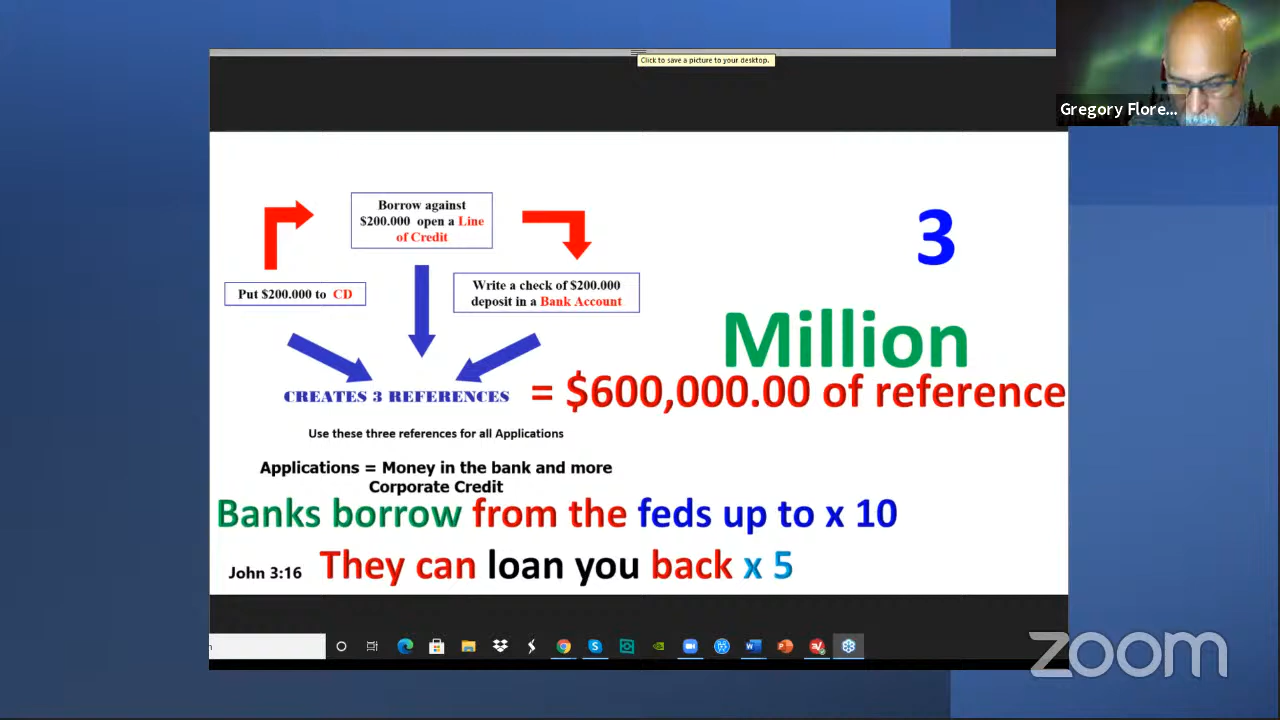 Click to save a picture to your desktop.
Gregory Flore...
Borrow against
$200.000 open a Line
of Credit
3
Put $200.000 to CD
Write a check of $200.000
deposit in a Bank Account
Million
CREATES 3 REFERENCES
= $600,000.00 of reference
Use these three references for all Applications
Applications = Money in the bank and more
Corporate Credit
Banks borrow from the feds up to x 10
John 3:16
They can loan you back x 5
zoom